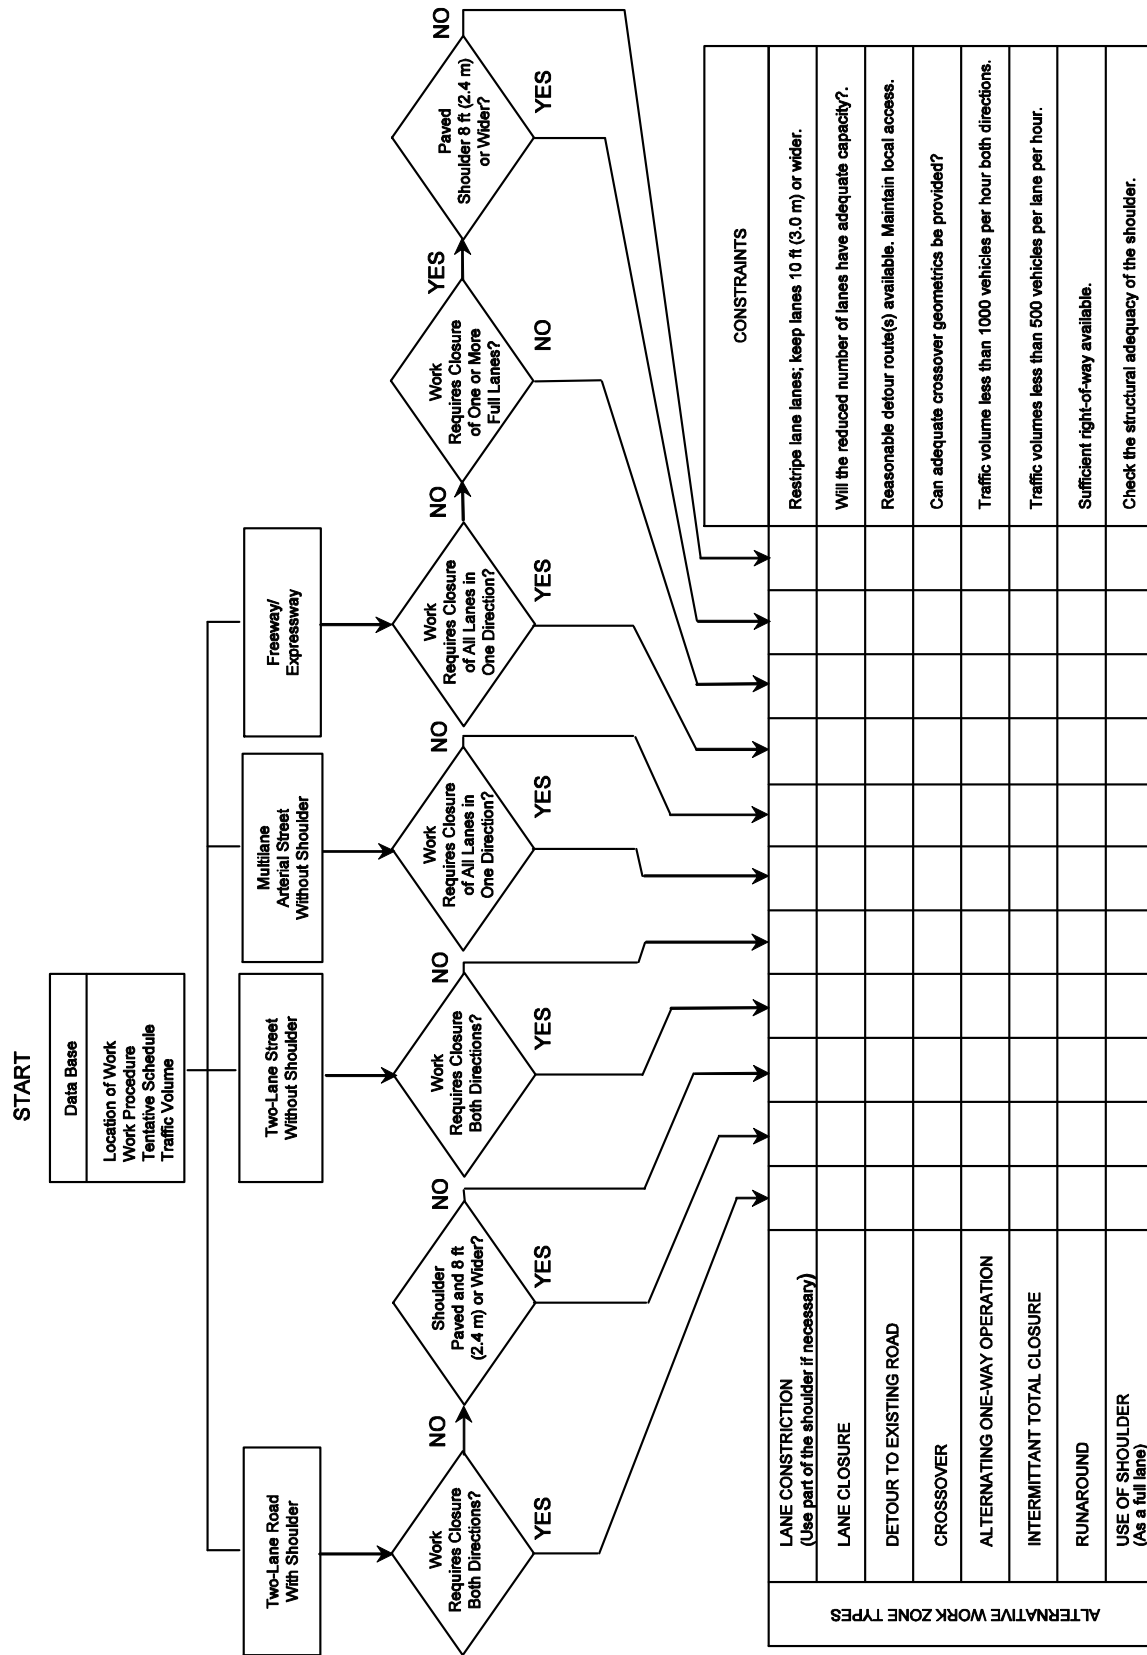 START
Data Base
Location of Work
Work Procedure
Tentative Schedule
Traffic Volume
Two-Lane Road
With Shoulder
Two-Lane Street
Without Shoulder
Multilane
Arterial Street
Without Shoulder
Freeway/
Expressway
Work
Requires Closure
Both Directions?
NO
YES
Shoulder
Paved and 8 ft
(2.4 m) or Wider?
NO
YES
Work
Requires Closure
Both Directions?
NO
YES
Work
Requires Closure
of All Lanes in
One Direction?
NO
YES
Work
Requires Closure
of All Lanes in
One Direction?
NO
YES
Work
Requires Closure
of One or More
Full Lanes?
YES
NO
Paved
Shoulder 8 ft (2.4 m)
or Wider?
NO
YES
CONSTRAINTS
ALTERNATIVE WORK ZONE TYPES
LANE CONSTRICTION
(Use part of the shoulder if necessary)
Restripe lane lanes; keep lanes 10 ft (3.0 m) or wider.
LANE CLOSURE
Will the reduced number of lanes have adequate capacity?.
DETOUR TO EXISTING ROAD
Reasonable detour route(s) available. Maintain local access.
CROSSOVER
Can adequate crossover geometrics be provided?
ALTERNATING ONE-WAY OPERATION
Traffic volume less than 1000 vehicles per hour both directions.
INTERMITTANT TOTAL CLOSURE
Traffic volumes less than 500 vehicles per lane per hour.
RUNAROUND
Sufficient right-of-way available.
USE OF SHOULDER
(As a full lane)
Check the structural adequacy of the shoulder.